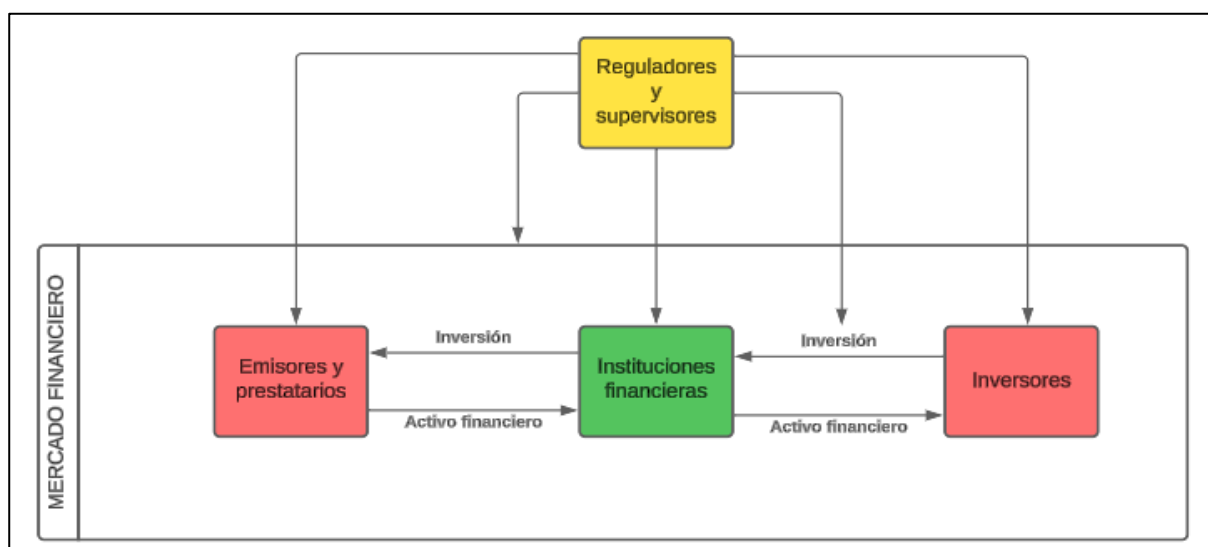 Reguladores
y
supervisores
MERCADO FINANCIERO
Emisores y
prestatarios
Inversión
Activo financiero
Instituciones
financieras
Inversión
Activo financiero
Inversores